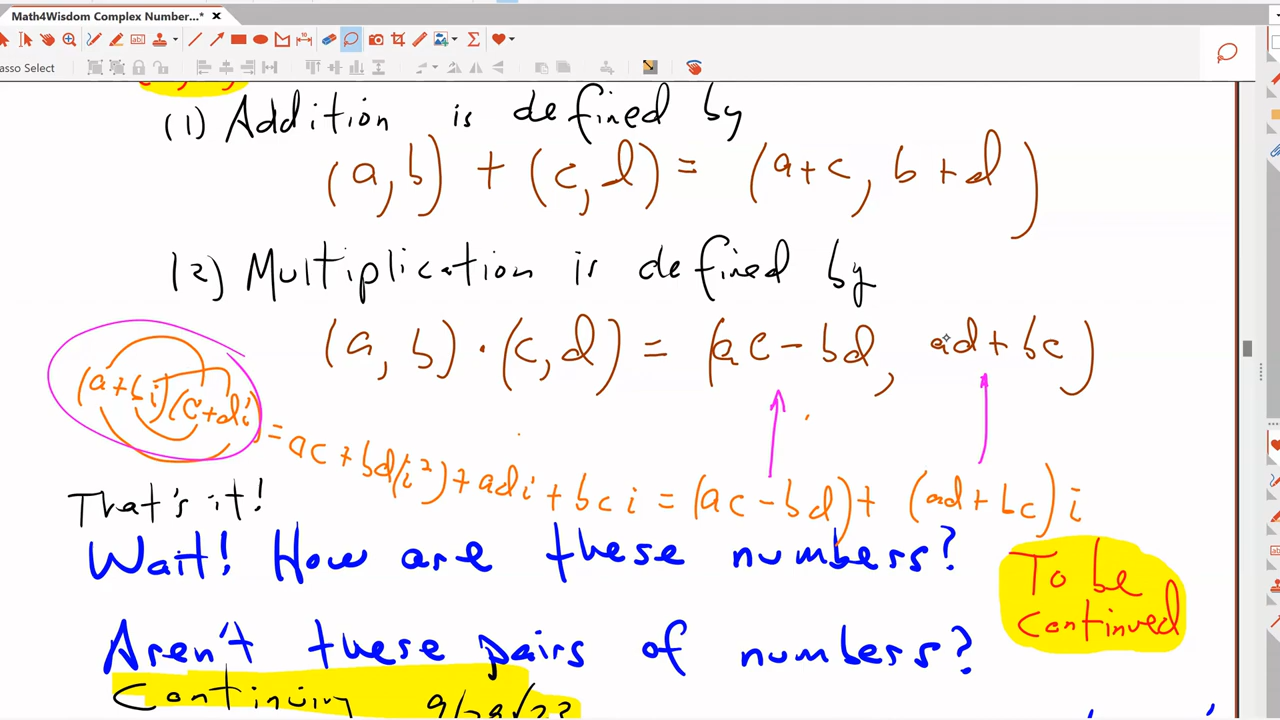 Math4Wisdom Complex Number...*
asso Select
(1) Addition is defined by
(a, b) + (c, d) = (a+c, b+d)
(2) Multiplication is defined by
(a, b) · (c, d) = (ac - bd, ad + bc)
(a+bi)(c+di) = ac + bd(i²) + adi + bci = (ac - bd) + (ad + bc)i
That's it!
Wait! How are these numbers?
To be
continued
Aren't these pairs of numbers?
Continuing